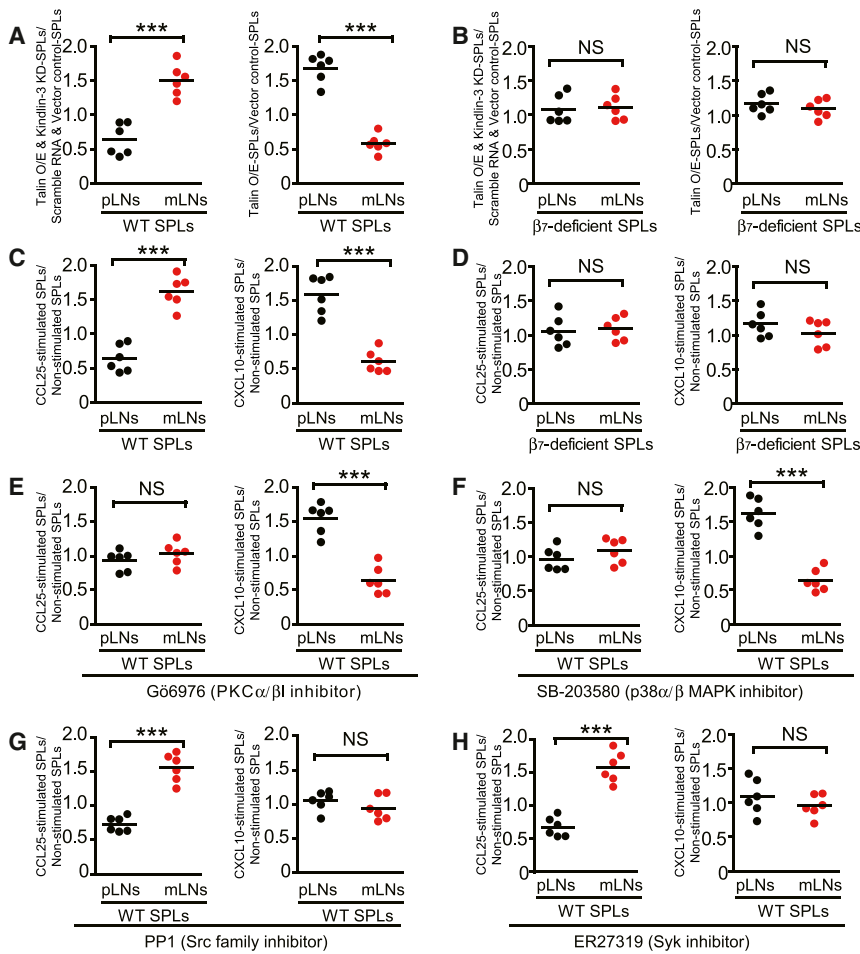 A
Talin O/E & Kindlin-3 KD-SPLs/
Scramble RNA & Vector control-SPLs
2.0
1.5
1.0
0.5
0
***
pLNs mLNs
WT SPLs
Talin O/E-SPLs/Vector control-SPLs
2.0
1.5
1.0
0.5
0
***
pLNs mLNs
WT SPLs
B
Talin O/E & Kindlin-3 KD-SPLs/
Scramble RNA & Vector control-SPLs
2.0
1.5
1.0
0.5
0
NS
pLNs mLNs
β7-deficient SPLs
Talin O/E-SPLs/Vector control-SPLs
2.0
1.5
1.0
0.5
0
NS
pLNs mLNs
β7-deficient SPLs
C
CCL25-stimulated SPLs/
Non-stimulated SPLs
2.0
1.5
1.0
0.5
0
***
pLNs mLNs
WT SPLs
CXCL10-stimulated SPLs/
Non-stimulated SPLs
2.0
1.5
1.0
0.5
0
***
pLNs mLNs
WT SPLs
D
CCL25-stimulated SPLs/
Non-stimulated SPLs
2.0
1.5
1.0
0.5
0
NS
pLNs mLNs
β7-deficient SPLs
CXCL10-stimulated SPLs/
Non-stimulated SPLs
2.0
1.5
1.0
0.5
0
NS
pLNs mLNs
β7-deficient SPLs
E
CCL25-stimulated SPLs/
Non-stimulated SPLs
2.0
1.5
1.0
0.5
0
NS
pLNs mLNs
WT SPLs
CXCL10-stimulated SPLs/
Non-stimulated SPLs
2.0
1.5
1.0
0.5
0
***
pLNs mLNs
WT SPLs
Gö6976 (PKCα/βI inhibitor)
F
CCL25-stimulated SPLs/
Non-stimulated SPLs
2.0
1.5
1.0
0.5
0
NS
pLNs mLNs
WT SPLs
CXCL10-stimulated SPLs/
Non-stimulated SPLs
2.0
1.5
1.0
0.5
0
***
pLNs mLNs
WT SPLs
SB-203580 (p38α/β MAPK inhibitor)
G
CCL25-stimulated SPLs/
Non-stimulated SPLs
2.0
1.5
1.0
0.5
0
***
pLNs mLNs
WT SPLs
CXCL10-stimulated SPLs/
Non-stimulated SPLs
2.0
1.5
1.0
0.5
0
NS
pLNs mLNs
WT SPLs
PP1 (Src family inhibitor)
H
CCL25-stimulated SPLs/
Non-stimulated SPLs
2.0
1.5
1.0
0.5
0
***
pLNs mLNs
WT SPLs
CXCL10-stimulated SPLs/
Non-stimulated SPLs
2.0
1.5
1.0
0.5
0
NS
pLNs mLNs
WT SPLs
ER27319 (Syk inhibitor)